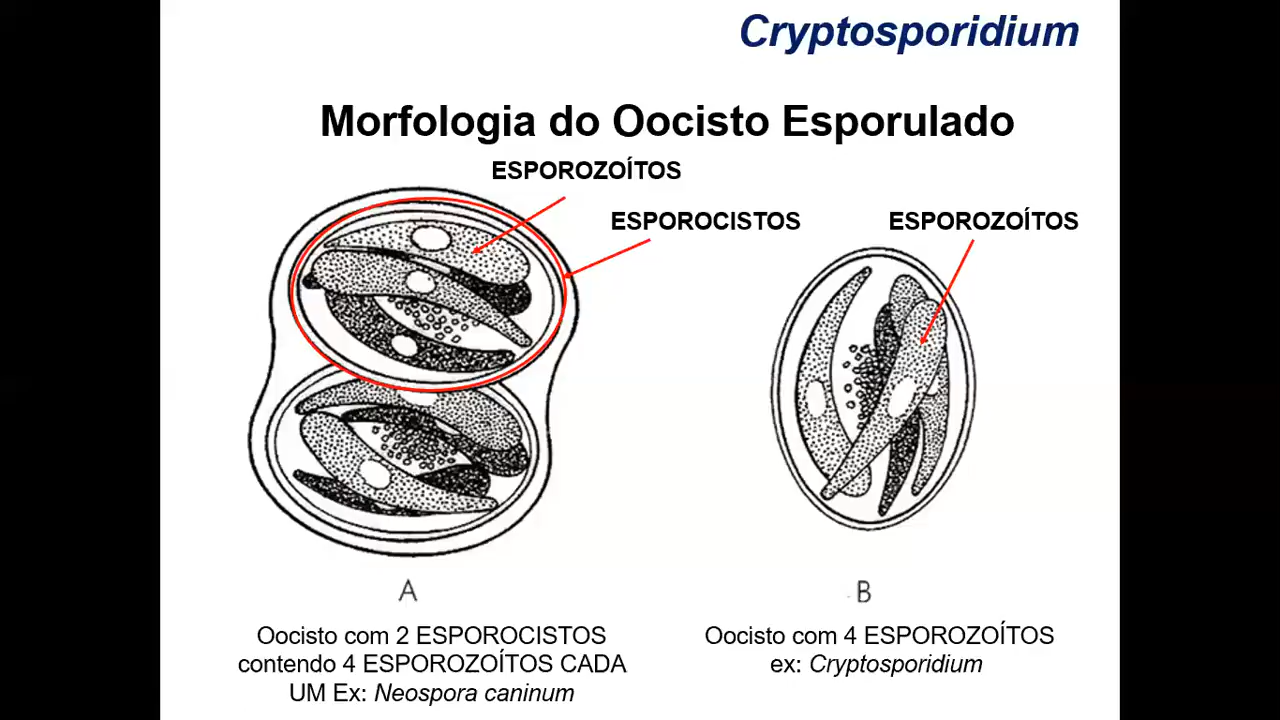 Cryptosporidium
Morfologia do Oocisto Esporulado
ESPOROZOÍTOS
ESPOROCISTOS
ESPOROZOÍTOS
A
B
Oocisto com 2 ESPOROCISTOS
contendo 4 ESPOROZOÍTOS CADA
UM Ex: Neospora caninum
Oocisto com 4 ESPOROZOÍTOS
ex: Cryptosporidium